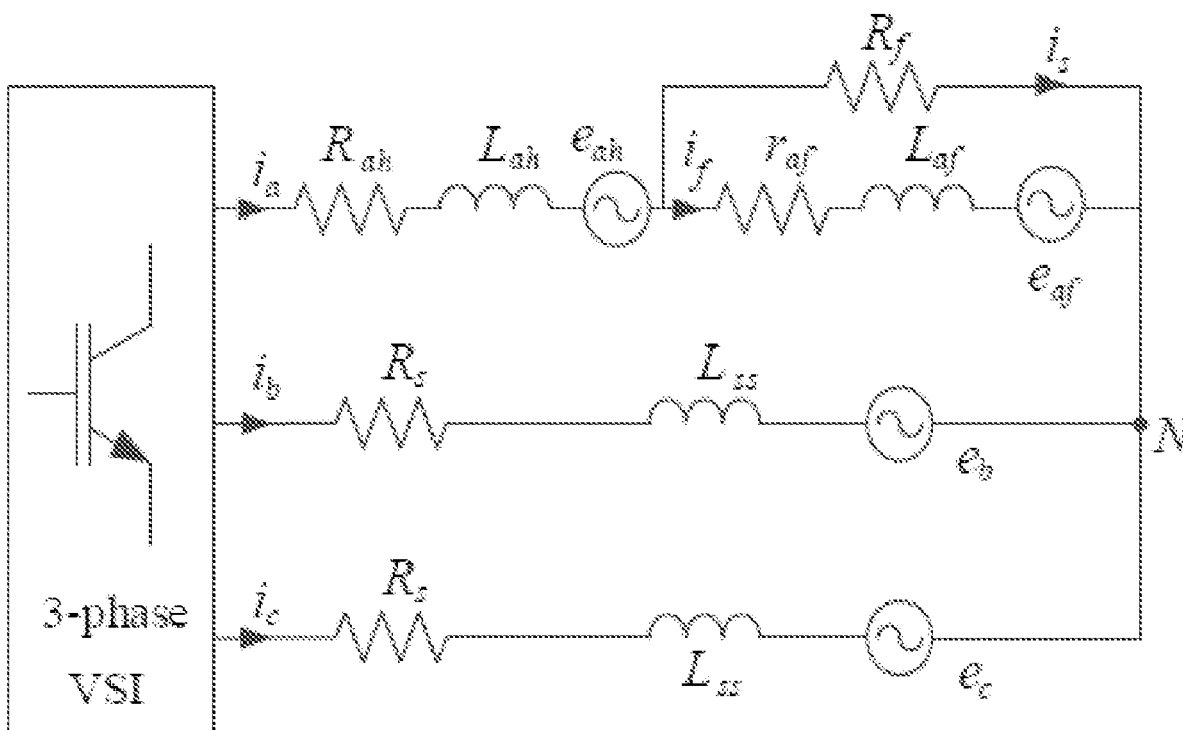 R_f i_s
R_ah L_ah e_ah i_f r_af L_af
i_a
e_af
i_b R_s L_ss
e_b N
i_c R_s
3-phase L_ss e_c
VSI